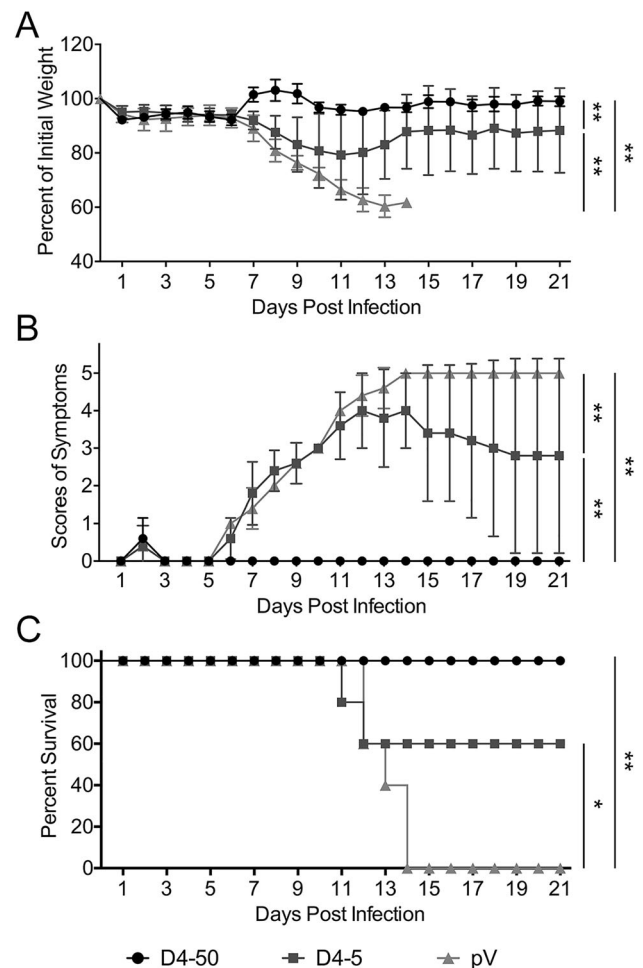 A
120
100
80
60
40
Percent of Initial Weight
1 3 5 7 9 11 13 15 17 19 21
Days Post Infection
** ** **
B
5
4
3
2
1
0
Scores of Symptoms
1 3 5 7 9 11 13 15 17 19 21
Days Post Infection
** ** **
C
100
80
60
40
20
0
Percent Survival
1 3 5 7 9 11 13 15 17 19 21
Days Post Infection
* **
D4-50 D4-5 pV